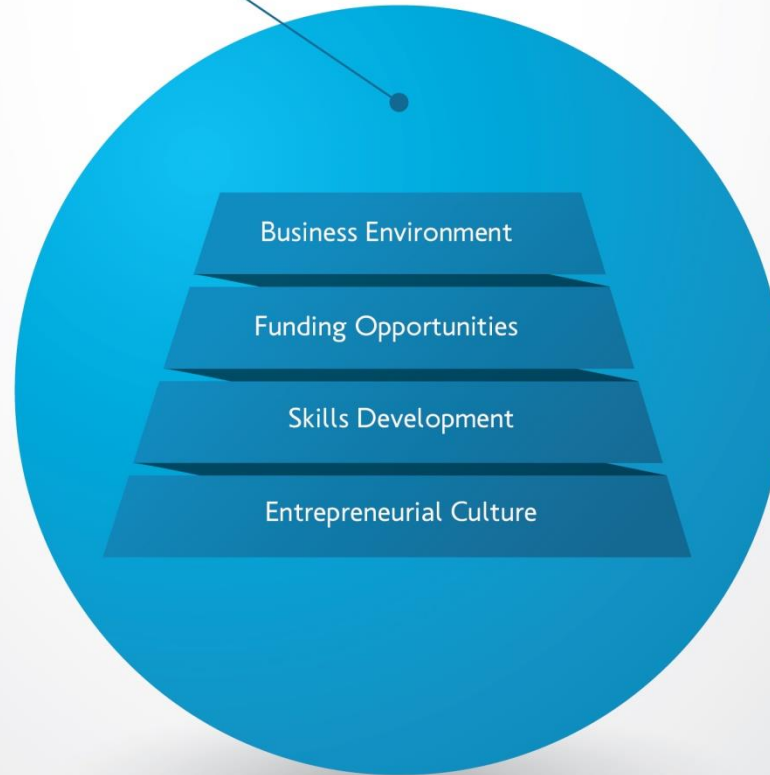 Business Environment
Funding Opportunities
Skills Development
Entrepreneurial Culture